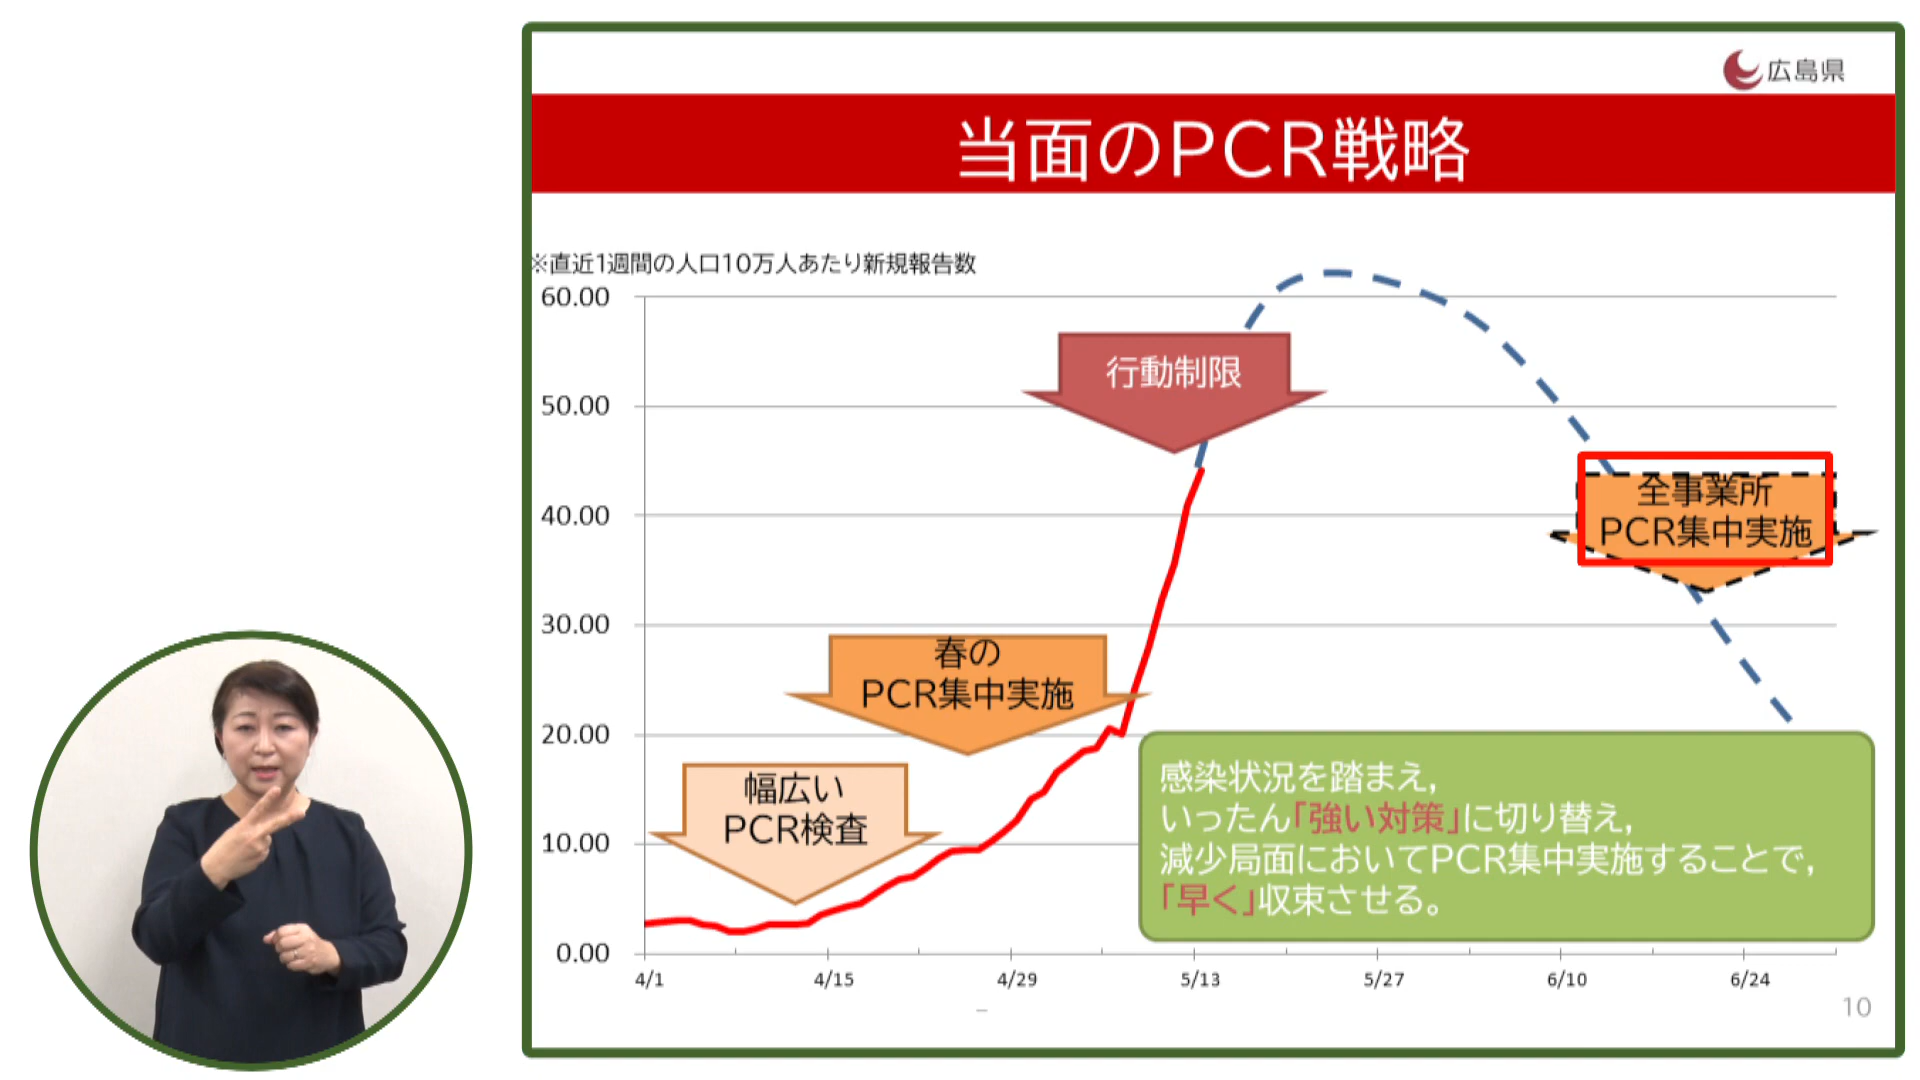 広島県
当面のPCR戦略
※直近1週間の人口10万人あたり新規報告数
60.00
50.00
40.00
30.00
20.00
10.00
0.00
行動制限
全事業所
PCR集中実施
春の
PCR集中実施
幅広い
PCR検査
感染状況を踏まえ,
いったん「強い対策」に切り替え,
減少局面においてPCR集中実施することで,
「早く」収束させる。
4/1
4/15
4/29
5/13
5/27
6/10
6/24
10